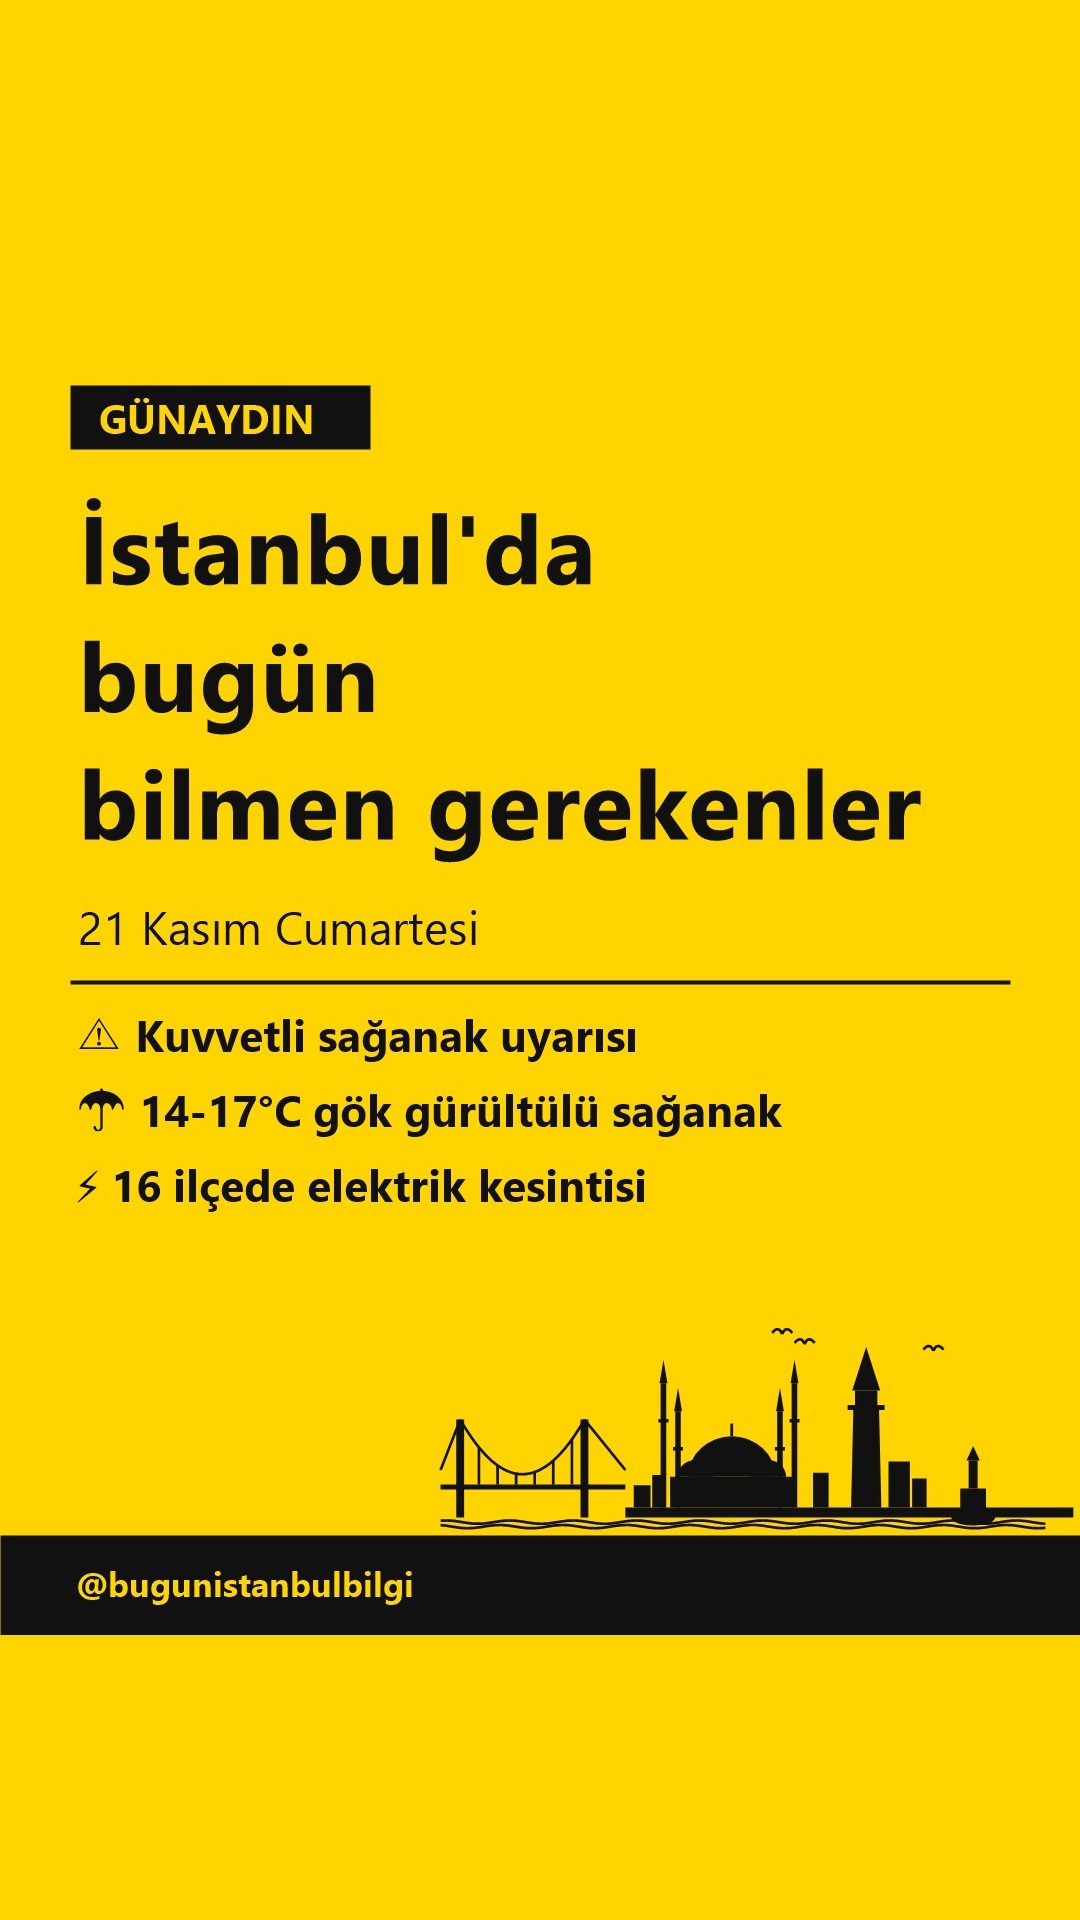 GÜNAYDIN
İstanbul'da
bugün
bilmen gerekenler
21 Kasım Cumartesi
⚠ Kuvvetli sağanak uyarısı
☂ 14-17°C gök gürültülü sağanak
⚡ 16 ilçede elektrik kesintisi
@bugunistanbulbilgi